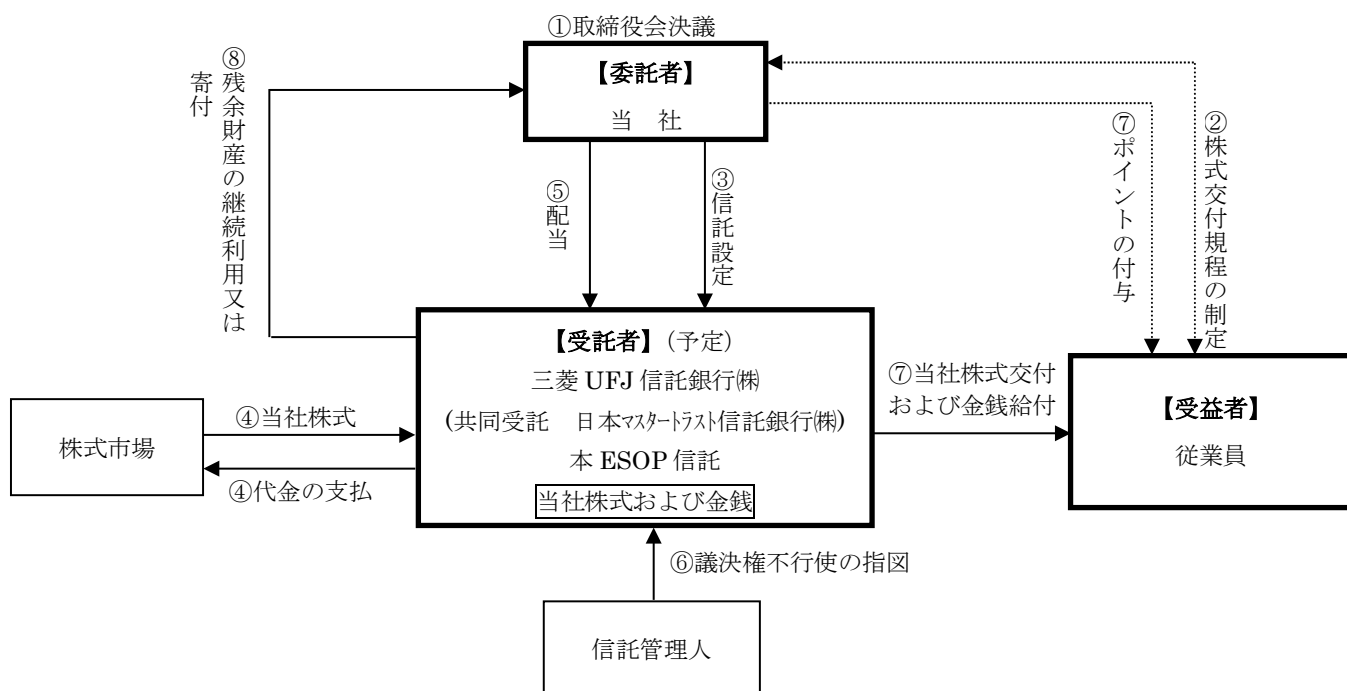 ①取締役会決議
【委託者】
当　社
⑧残余財産の継続利用又は
寄付
⑤配当
③信託設定
⑦ポイントの付与
②株式交付規程の制定
【受託者】(予定)
三菱 UFJ 信託銀行㈱
(共同受託　日本ﾏｽﾀｰﾄﾗｽﾄ信託銀行㈱)
本 ESOP 信託
当社株式および金銭
株式市場
④当社株式
④代金の支払
⑦当社株式交付
および金銭給付
【受益者】
従業員
⑥議決権不行使の指図
信託管理人